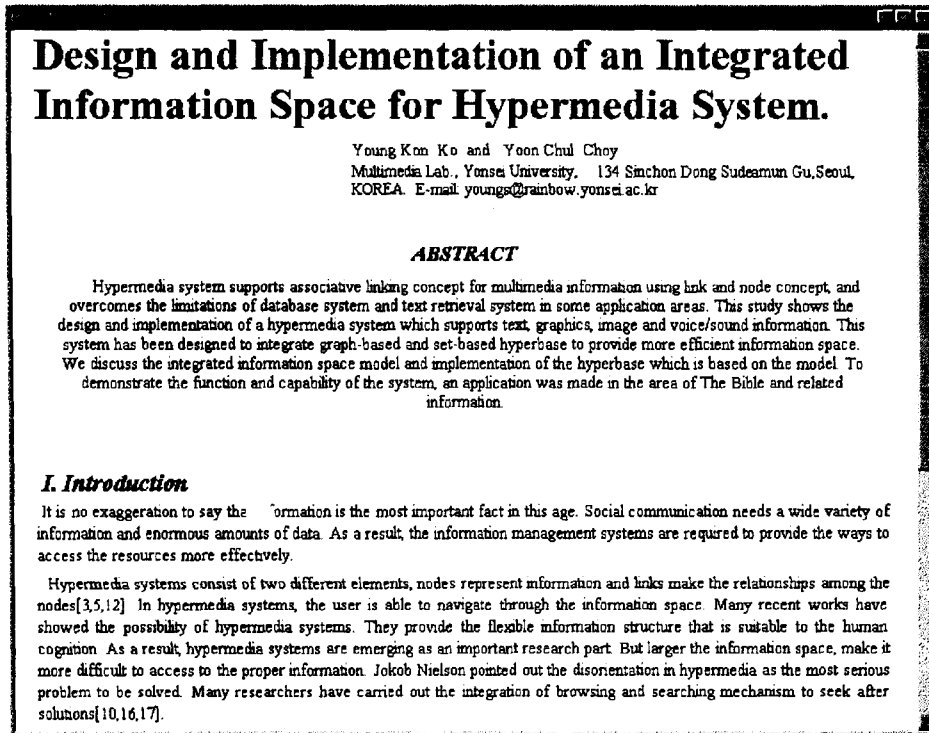 Design and Implementation of an Integrated
Information Space for Hypermedia System.
Young Kon Ko and Yoon Chul Choy
Multimedia Lab., Yonsei University, 134 Sinchon Dong Sudeamun Gu,Seoul,
KOREA. E-mail: youngs@rainbow.yonsei.ac.kr
ABSTRACT
Hypermedia system supports associative linking concept for multimedia information using link and node concept, and
overcomes the limitations of database system and text retrieval system in some application areas. This study shows the
design and implementation of a hypermedia system which supports text, graphics, image and voice/sound information. This
system has been designed to integrate graph-based and set-based hyperbase to provide more efficient information space.
We discuss the integrated information space model and implementation of the hyperbase which is based on the model. To
demonstrate the function and capability of the system, an application was made in the area of The Bible and related
information.
I. Introduction
It is no exaggeration to say the ormation is the most important fact in this age. Social communication needs a wide variety of
information and enormous amounts of data. As a result, the information management systems are required to provide the ways to
access the resources more effectively.
Hypermedia systems consist of two different elements, nodes represent information and links make the relationships among the
nodes[3,5,12]. In hypermedia systems, the user is able to navigate through the information space. Many recent works have
showed the possibility of hypermedia systems. They provide the flexible information structure that is suitable to the human
cognition. As a result, hypermedia systems are emerging as an important research part. But larger the information space, make it
more difficult to access to the proper information. Jokob Nielson pointed out the disorientation in hypermedia as the most serious
problem to be solved. Many researchers have carried out the integration of browsing and searching mechanism to seek after
solutions[10,16,17].